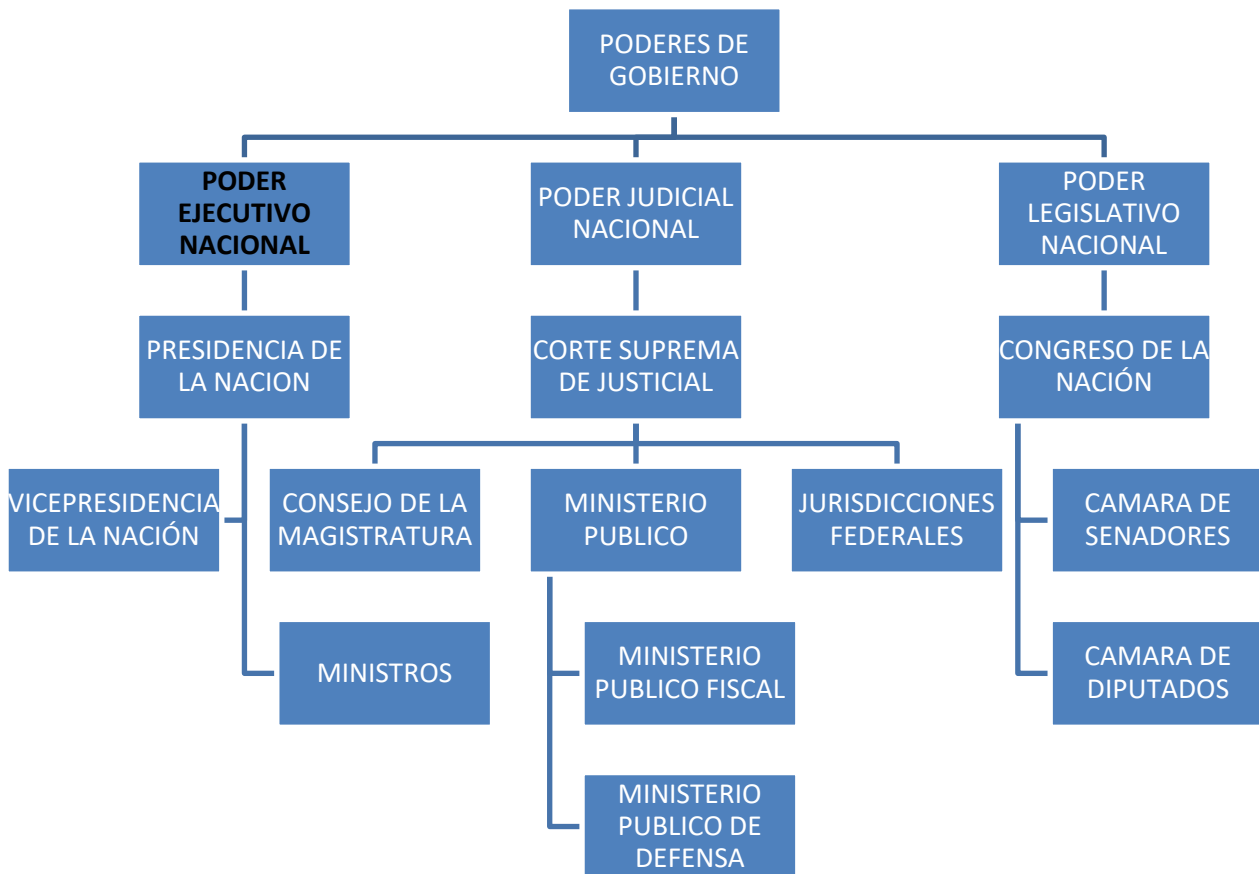 PODERES DE
GOBIERNO
PODER
EJECUTIVO
NACIONAL
PODER JUDICIAL
NACIONAL
PODER
LEGISLATIVO
NACIONAL
PRESIDENCIA DE
LA NACION
CORTE SUPREMA
DE JUSTICIAL
CONGRESO DE LA
NACIÓN
VICEPRESIDENCIA
DE LA NACIÓN
CONSEJO DE LA
MAGISTRATURA
MINISTERIO
PUBLICO
JURISDICCIONES
FEDERALES
CAMARA DE
SENADORES
MINISTROS
MINISTERIO
PUBLICO FISCAL
CAMARA DE
DIPUTADOS
MINISTERIO
PUBLICO DE
DEFENSA